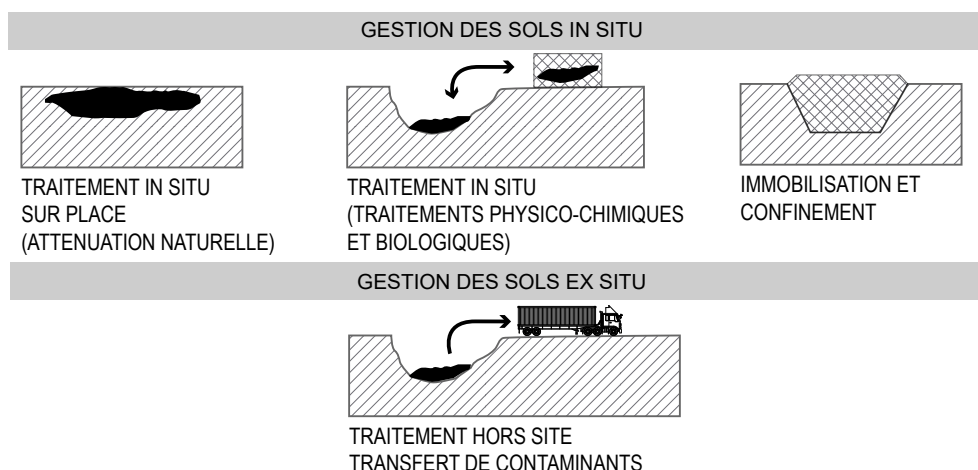 GESTION DES SOLS IN SITU
TRAITEMENT IN SITU
SUR PLACE
(ATTENUATION NATURELLE)
TRAITEMENT IN SITU
(TRAITEMENTS PHYSICO-CHIMIQUES
ET BIOLOGIQUES)
IMMOBILISATION ET
CONFINEMENT
GESTION DES SOLS EX SITU
TRAITEMENT HORS SITE
TRANSFERT DE CONTAMINANTS